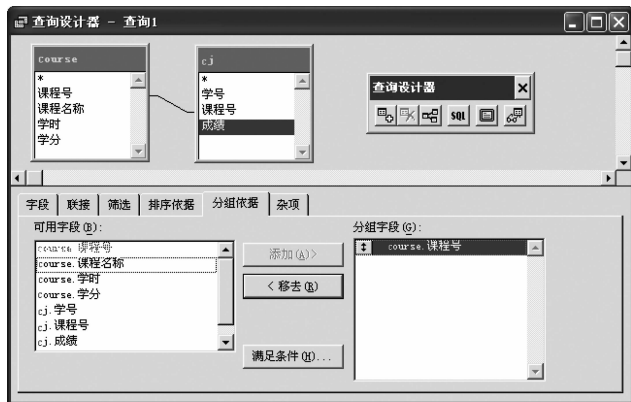 查询设计器 - 查询1
course
*
课程号
课程名称
学时
学分
cj
*
学号
课程号
成绩
查询设计器
SQL
字段 联接 筛选 排序依据 分组依据 杂项
可用字段(B):
course.课程号
course.课程名称
course.学时
course.学分
cj.学号
cj.课程号
cj.成绩
添加(A)>
<移去(R)
满足条件(H)...
分组字段(G):
course.课程号